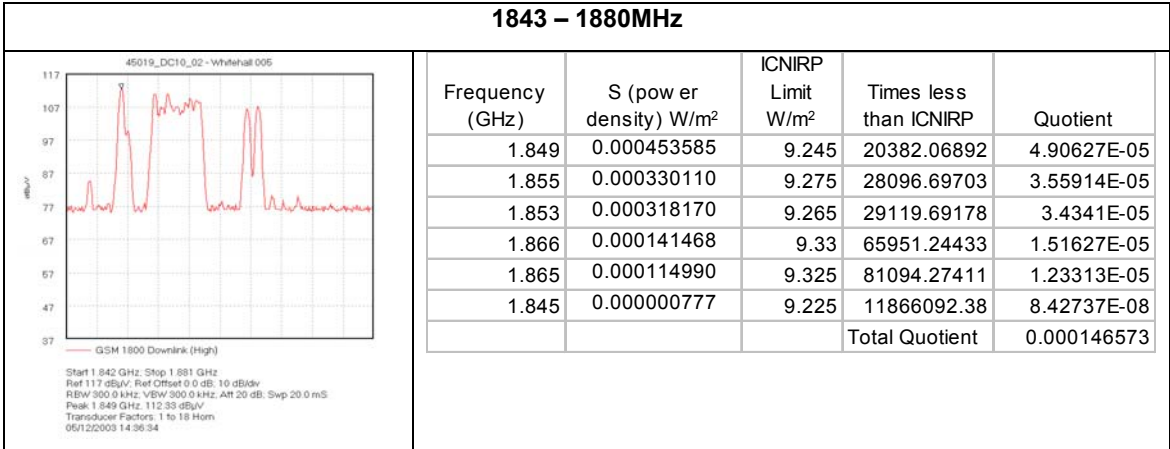 1843 – 1880MHz
45019_DC10_02 - Whitehall 005
117
107
97
87
77
67
57
47
37
dBµV
GSM 1800 Downlink (High)
Start 1.842 GHz; Stop 1.881 GHz
Ref 117 dBµV; Ref Offset 0.0 dB; 10 dB/div
RBW 300.0 kHz; VBW 300.0 kHz; Att 20 dB; Swp 20.0 mS
Peak 1.849 GHz, 112.33 dBµV
Transducer Factors: 1 to 18 Horn
05/12/2003 14:36:34
Frequency (GHz) S (pow er density) W/m² ICNIRP Limit W/m² Times less than ICNIRP Quotient
1.849 0.000453585 9.245 20382.06892 4.90627E-05
1.855 0.000330110 9.275 28096.69703 3.55914E-05
1.853 0.000318170 9.265 29119.69178 3.4341E-05
1.866 0.000141468 9.33 65951.24433 1.51627E-05
1.865 0.000114990 9.325 81094.27411 1.23313E-05
1.845 0.000000777 9.225 11866092.38 8.42737E-08
Total Quotient 0.000146573